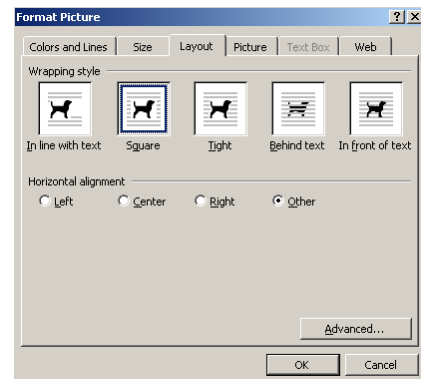 Format Picture
Colors and Lines Size Layout Picture Text Box Web
Wrapping style
In line with text Square Tight Behind text In front of text
Horizontal alignment
Left Center Right Other
Advanced...
OK Cancel